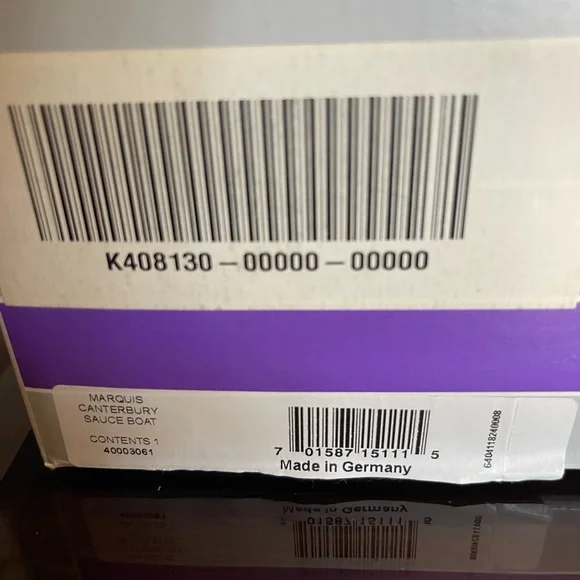 K408130-00000-00000
MARQUIS
CANTERBURY
SAUCE BOAT
CONTENTS 1
40003061
7 01587 15111 5
Made in Germany
6404118240008